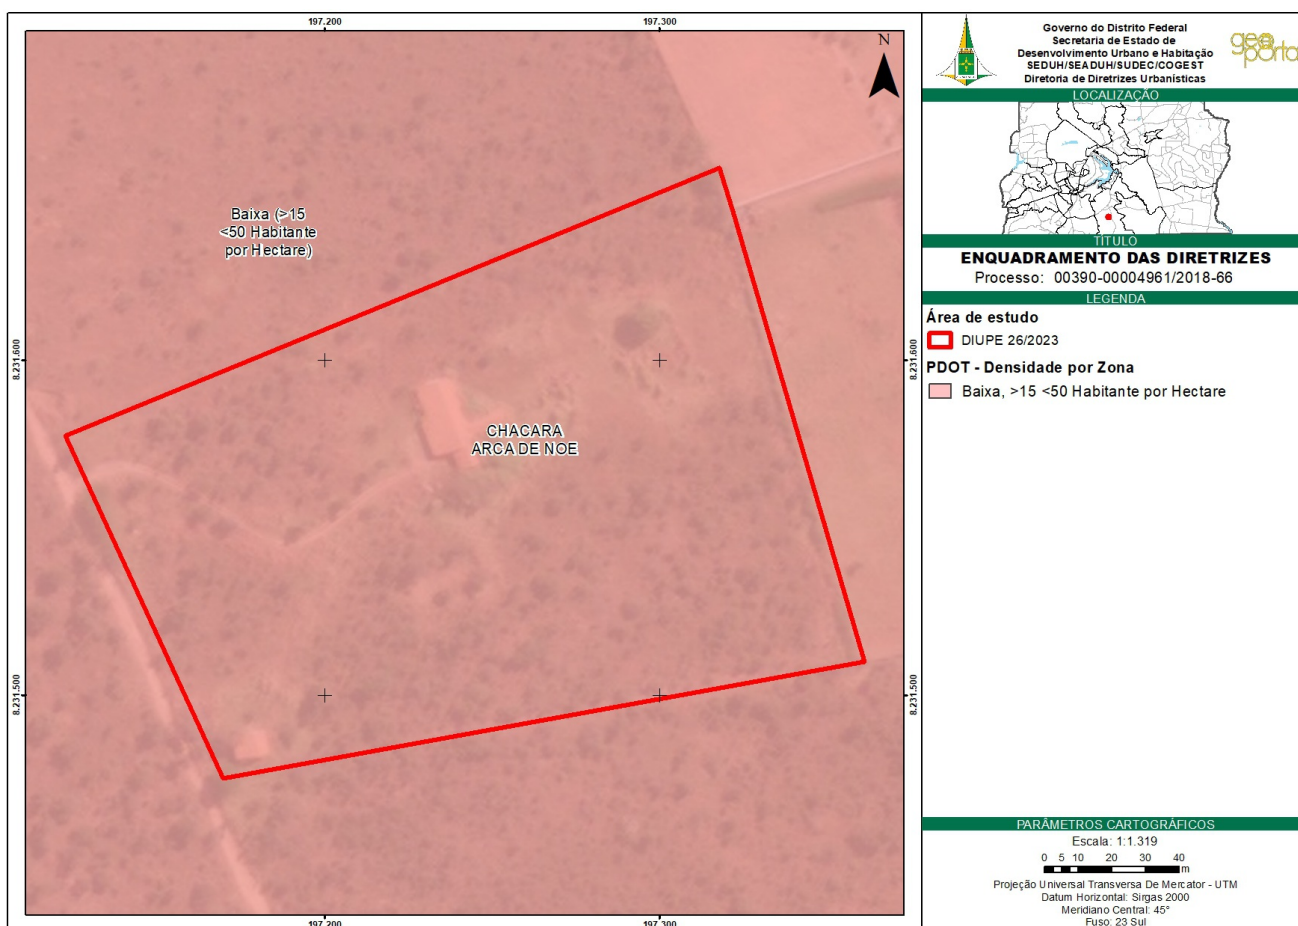 197.200
197.300
N
Baixa (>15
<50 Habitante
por Hectare)
CHACARA
ARCA DE NOE
8.231.600
8.231.600
8.231.500
8.231.500
197.200
197.300
Governo do Distrito Federal
Secretaria de Estado de
Desenvolvimento Urbano e Habitação
SEDUH/SEADUH/SUDEC/COGEST
Diretoria de Diretrizes Urbanísticas
geo
porta
LOCALIZAÇÃO
TÍTULO
ENQUADRAMENTO DAS DIRETRIZES
Processo: 00390-00004961/2018-66
LEGENDA
Área de estudo
DIUPE 26/2023
PDOT - Densidade por Zona
Baixa, >15 <50 Habitante por Hectare
PARÂMETROS CARTOGRÁFICOS
Escala: 1:1.319
0 5 10 20 30 40
m
Projeção Universal Transversa De Mercator - UTM
Datum Horizontal: Sirgas 2000
Meridiano Central: 45°
Fuso: 23 Sul